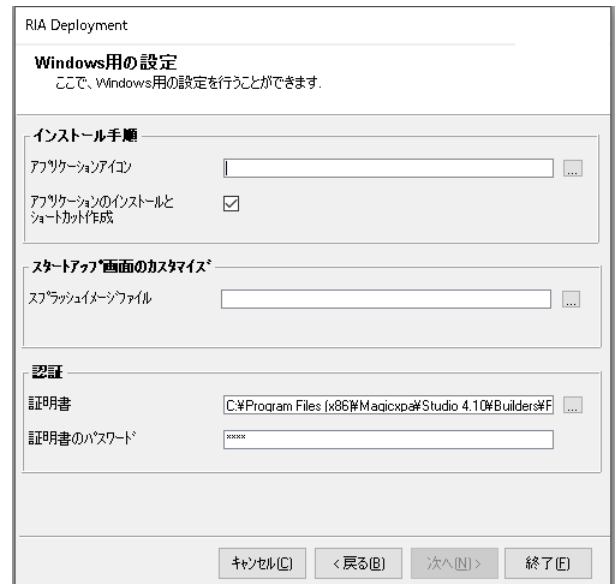 RIA Deployment
Windows用の設定
ここで、Windows用の設定を行うことができます.
インストール手順
ｱﾌﾟﾘｹｰｼｮﾝｱｲｺﾝ
...
ｱﾌﾟﾘｹｰｼｮﾝのｲﾝｽﾄｰﾙと
ｼｮｰﾄｶｯﾄ作成
ｽﾀｰﾄｱｯﾌﾟ画面のｶｽﾀﾏｲｽﾞ
ｽﾌﾟﾗｯｼｭｲﾒｰｼﾞﾌｧｲﾙ
...
認証
証明書
C:¥Program Files (x86)¥Magicxpa¥Studio 4.10¥Builders¥F
...
証明書のﾊﾟｽﾜｰﾄﾞ
****
ｷｬﾝｾﾙ(C)
< 戻る(B)
次へ(N) >
終了(F)